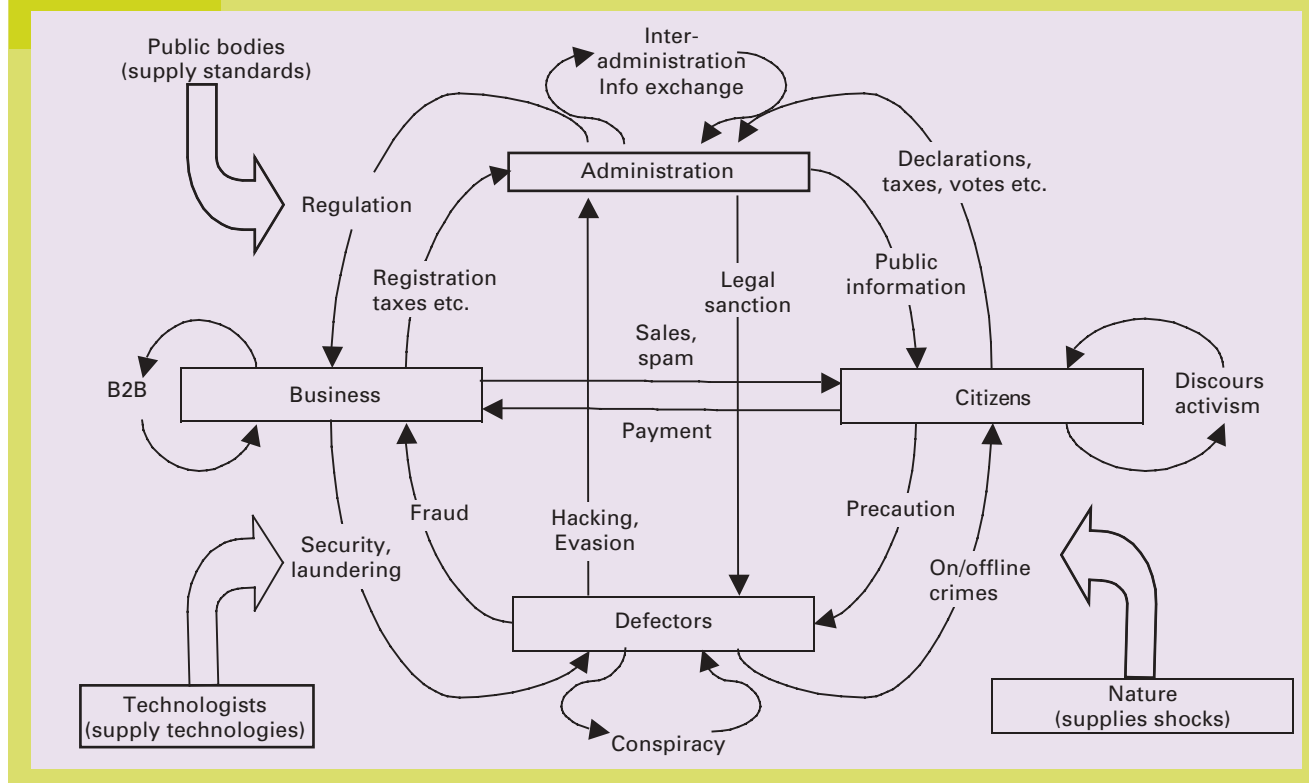 Public bodies
(supply standards)
Inter-
administration
Info exchange
Administration
Declarations,
taxes, votes etc.
Regulation
Registration
taxes etc.
Legal
sanction
Public
information
Sales,
spam
B2B
Business
Citizens
Discours
activism
Payment
Fraud
Hacking,
Evasion
Precaution
Security,
laundering
On/offline
crimes
Defectors
Technologists
(supply technologies)
Nature
(supplies shocks)
Conspiracy